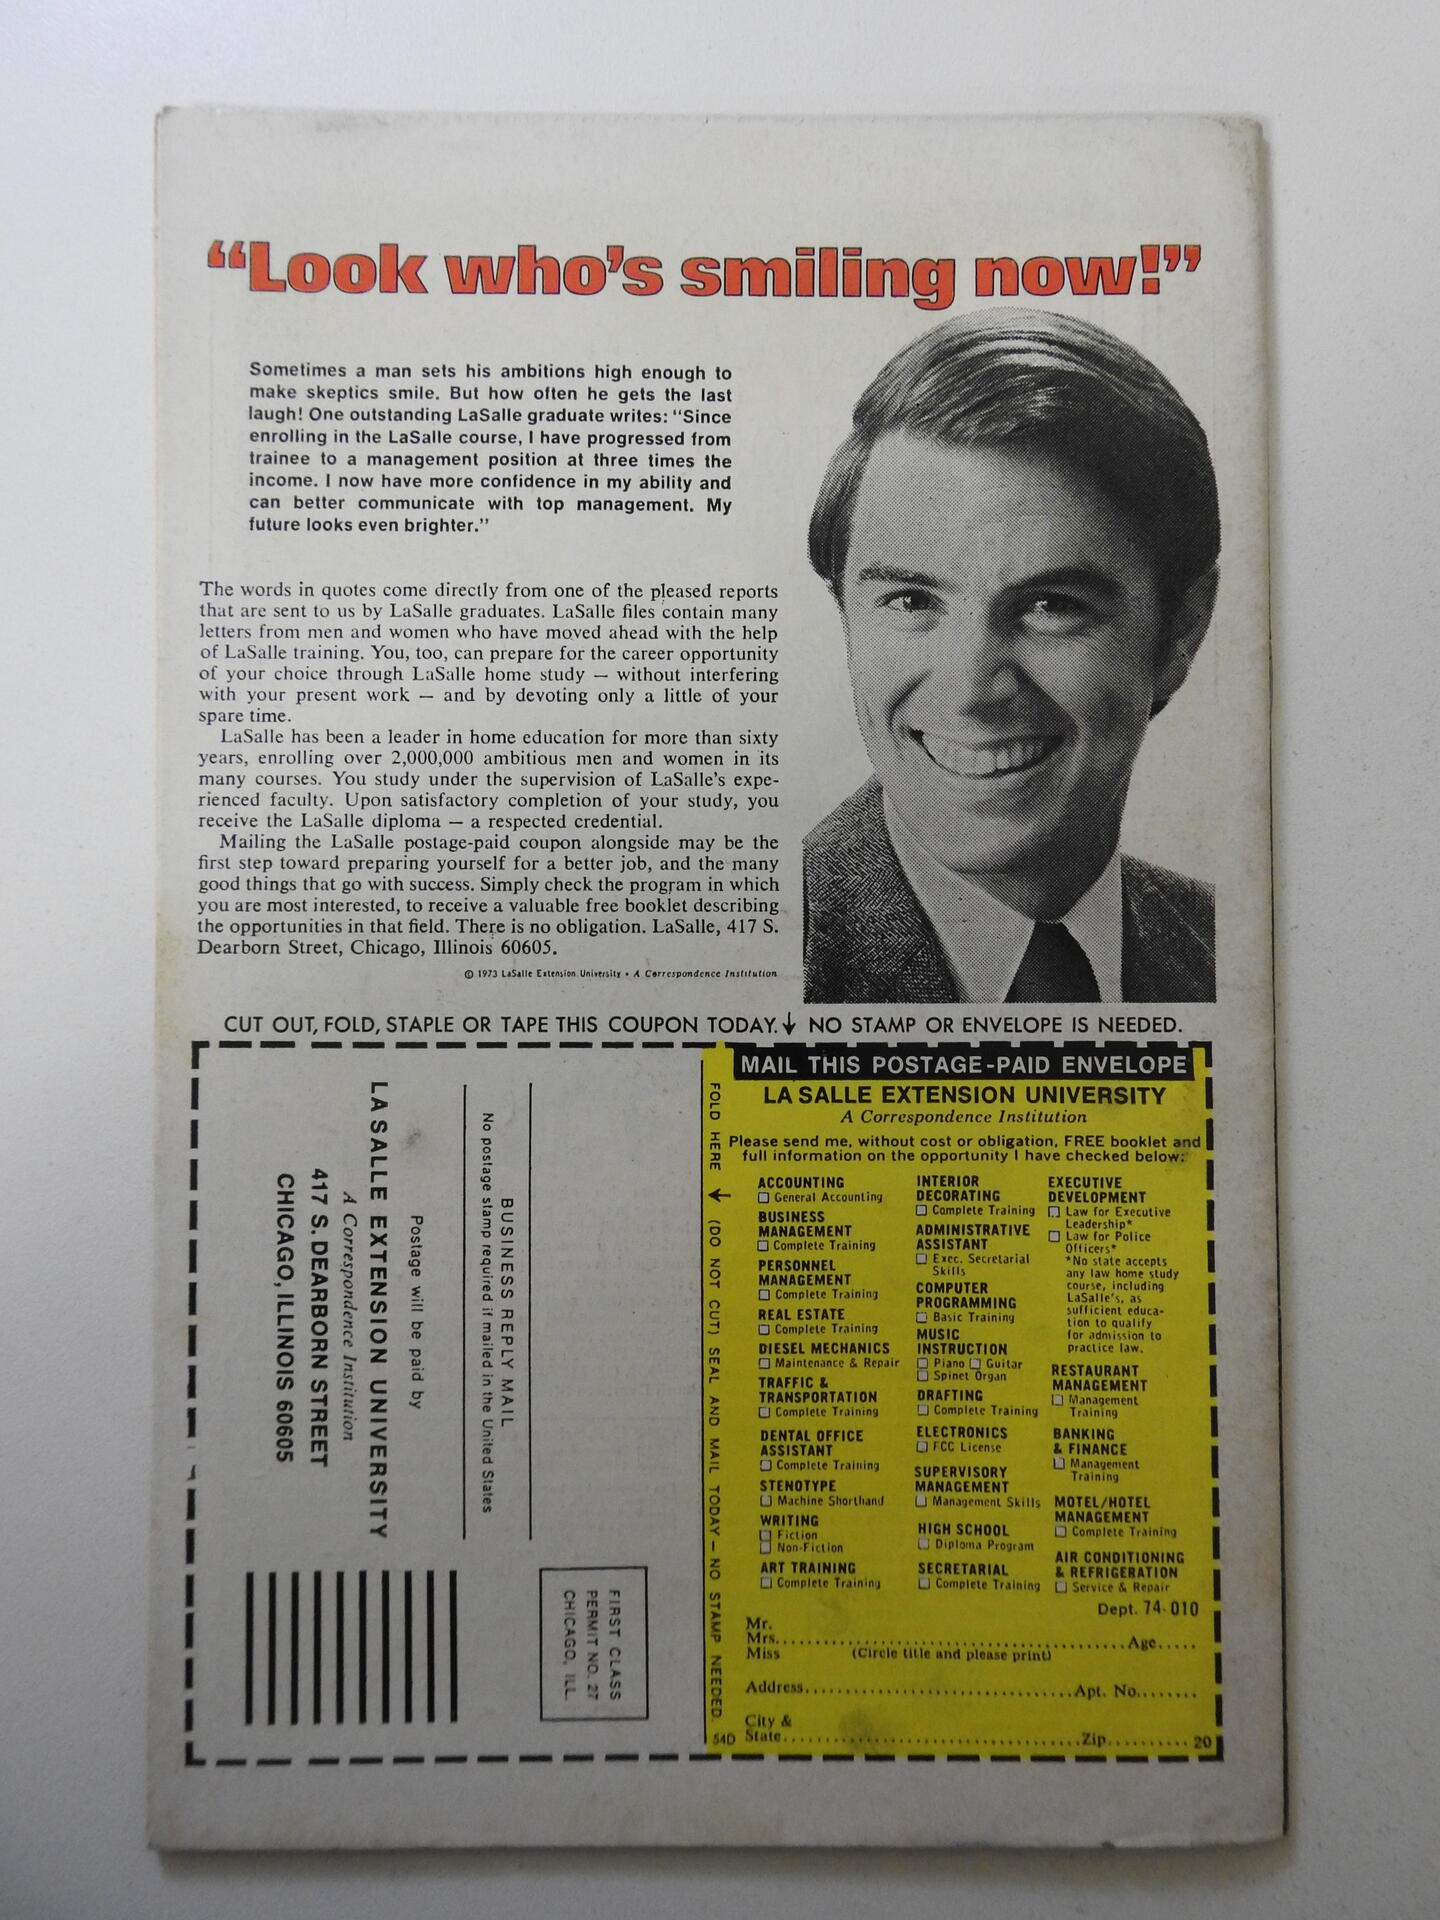 “Look who's smiling now!”
Sometimes a man sets his ambitions high enough to
make skeptics smile. But how often he gets the last
laugh! One outstanding LaSalle graduate writes: “Since
enrolling in the LaSalle course, I have progressed from
trainee to a management position at three times the
income. I now have more confidence in my ability and
can better communicate with top management. My
future looks even brighter.”
The words in quotes come directly from one of the pleased reports
that are sent to us by LaSalle graduates. LaSalle files contain many
letters from men and women who have moved ahead with the help
of LaSalle training. You, too, can prepare for the career opportunity
of your choice through LaSalle home study — without interfering
with your present work — and by devoting only a little of your
spare time.
LaSalle has been a leader in home education for more than sixty
years, enrolling over 2,000,000 ambitious men and women in its
many courses. You study under the supervision of LaSalle's expe-
rienced faculty. Upon satisfactory completion of your study, you
receive the LaSalle diploma — a respected credential.
Mailing the LaSalle postage-paid coupon alongside may be the
first step toward preparing yourself for a better job, and the many
good things that go with success. Simply check the program in which
you are most interested, to receive a valuable free booklet describing
the opportunities in that field. There is no obligation. LaSalle, 417 S.
Dearborn Street, Chicago, Illinois 60605.
© 1973 LaSalle Extension University • A Correspondence Institution
CUT OUT, FOLD, STAPLE OR TAPE THIS COUPON TODAY. ↓ NO STAMP OR ENVELOPE IS NEEDED.
FIRST CLASS
PERMIT NO. 27
CHICAGO, ILL.
BUSINESS REPLY MAIL
No postage stamp required if mailed in the United States
Postage will be paid by
LASALLE EXTENSION UNIVERSITY
A Correspondence Institution
417 S. DEARBORN STREET
CHICAGO, ILLINOIS 60605
FOLD HERE ↓ (DO NOT CUT) SEAL AND MAIL TODAY — NO STAMP NEEDED.
MAIL THIS POSTAGE-PAID ENVELOPE
LA SALLE EXTENSION UNIVERSITY
A Correspondence Institution
Please send me, without cost or obligation, FREE booklet and
full information on the opportunity I have checked below:
ACCOUNTING
☐ General Accounting
BUSINESS
MANAGEMENT
☐ Complete Training
PERSONNEL
MANAGEMENT
☐ Complete Training
REAL ESTATE
☐ Complete Training
DIESEL MECHANICS
☐ Maintenance & Repair
TRAFFIC &
TRANSPORTATION
☐ Complete Training
DENTAL OFFICE
ASSISTANT
☐ Complete Training
STENOTYPE
☐ Machine Shorthand
WRITING
☐ Fiction
☐ Non-Fiction
ART TRAINING
☐ Complete Training
INTERIOR
DECORATING
☐ Complete Training
ADMINISTRATIVE
ASSISTANT
☐ Exec. Secretarial
Skills
COMPUTER
PROGRAMMING
☐ Basic Training
MUSIC
INSTRUCTION
☐ Piano ☐ Guitar
☐ Spinet Organ
DRAFTING
☐ Complete Training
ELECTRONICS
☐ FCC License
SUPERVISORY
MANAGEMENT
☐ Management Skills
HIGH SCHOOL
☐ Diploma Program
SECRETARIAL
☐ Complete Training
EXECUTIVE
DEVELOPMENT
☐ Law for Executive
Leadership*
☐ Law for Police
Officers*
*No state accepts
any law home study
course, including
LaSalle's, as
sufficient educa-
tion to qualify
for admission to
practice law.
RESTAURANT
MANAGEMENT
☐ Management
Training
BANKING
& FINANCE
☐ Management
Training
MOTEL/HOTEL
MANAGEMENT
☐ Complete Training
AIR CONDITIONING
& REFRIGERATION
☐ Service & Repair
Dept. 74-010
Mr.
Mrs. Age
Miss (Circle title and please print)
Address Apt. No.
City &
State Zip 20
54D